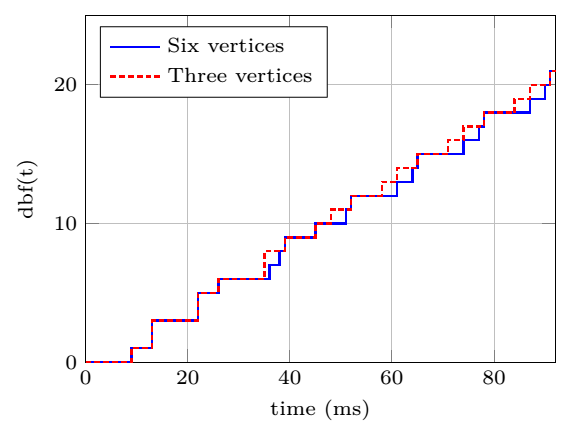 Six vertices
Three vertices
20
10
0
dbf(t)
0 20 40 60 80
time (ms)